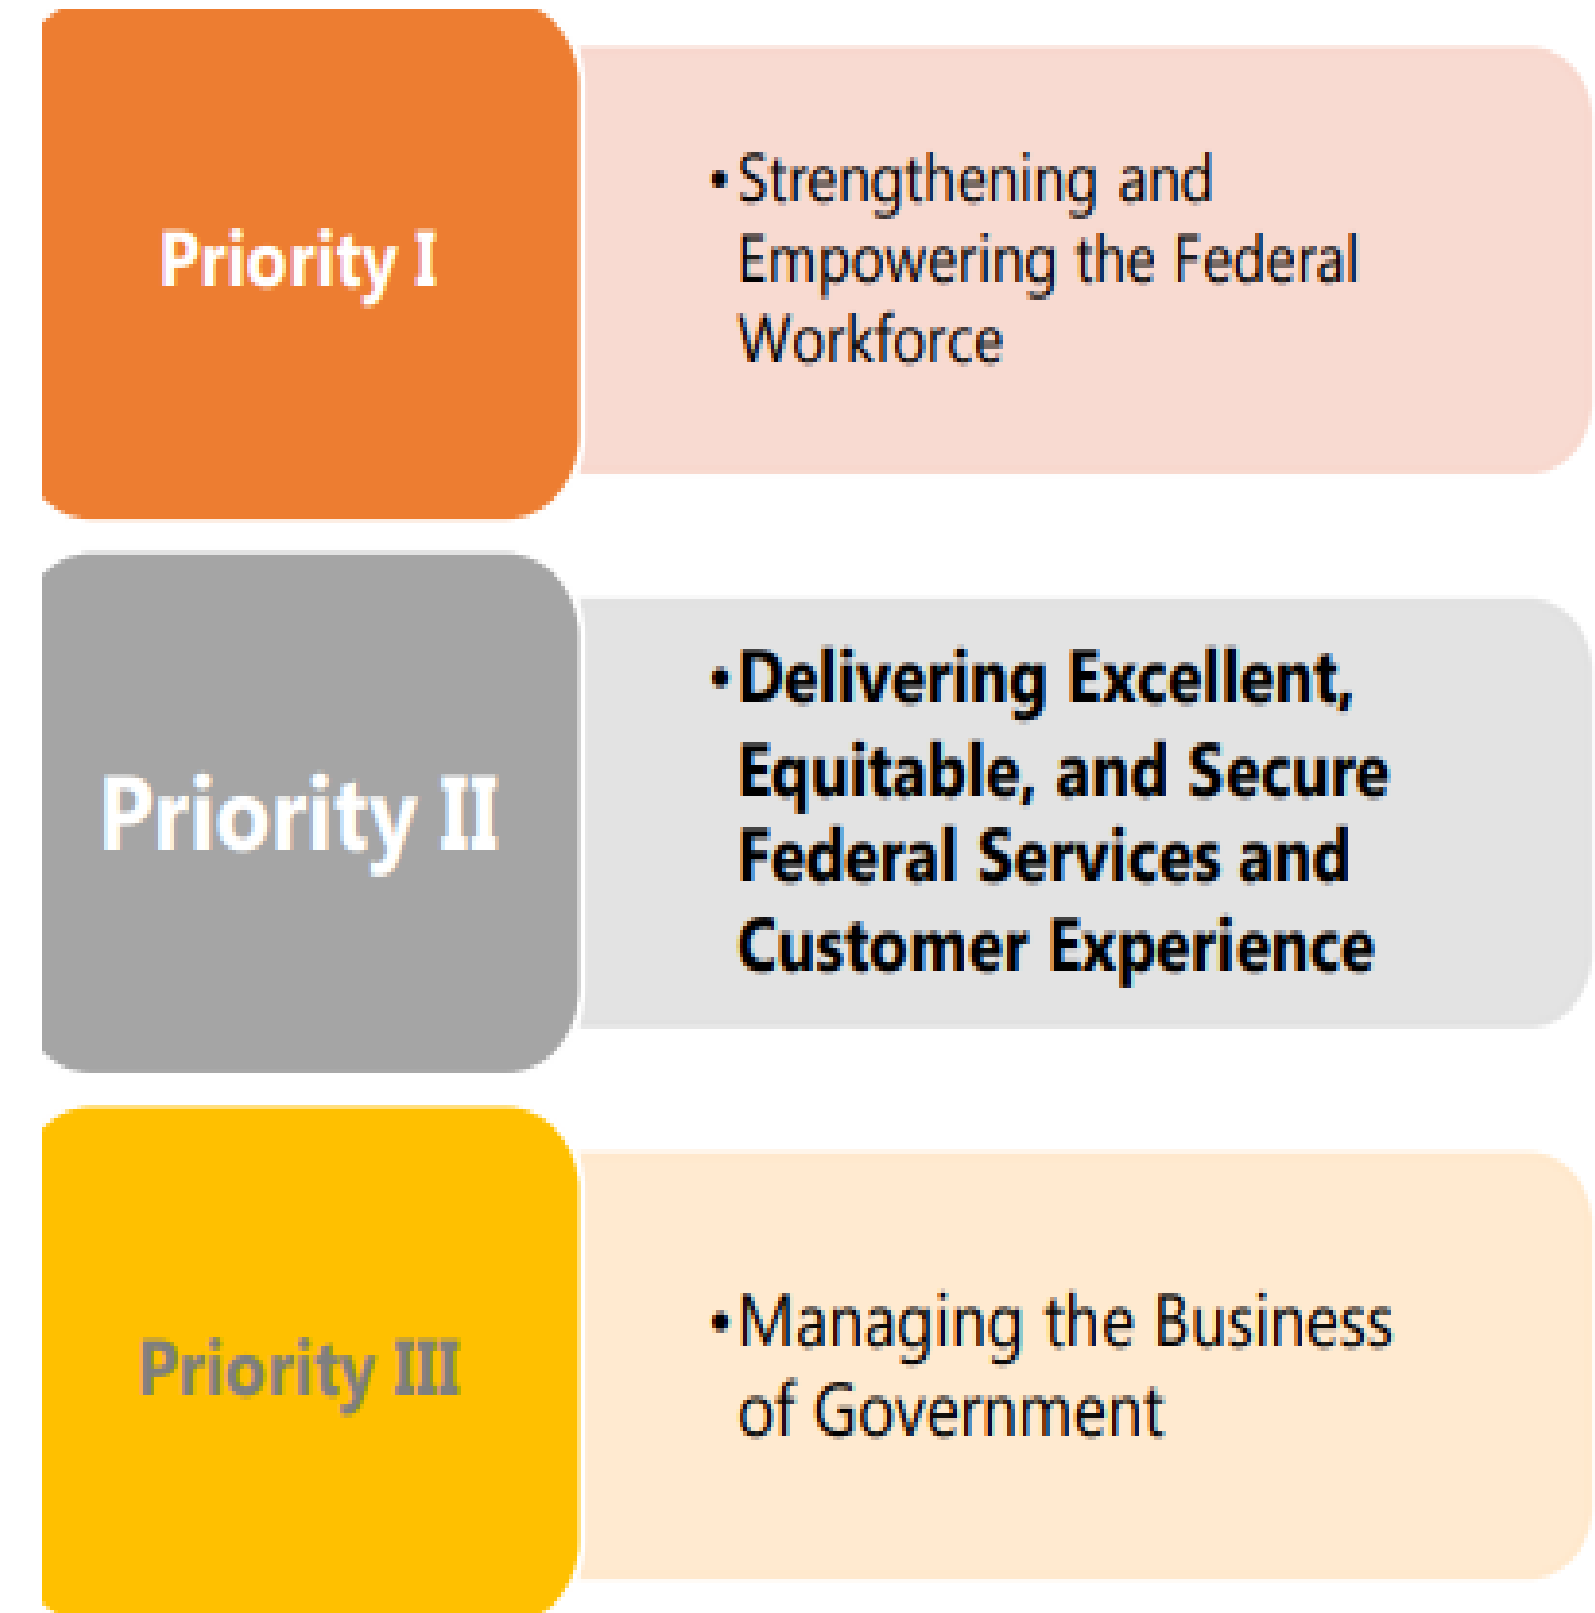 Priority I
• Strengthening and
Empowering the Federal
Workforce
Priority II
• Delivering Excellent,
Equitable, and Secure
Federal Services and
Customer Experience
Priority III
• Managing the Business
of Government